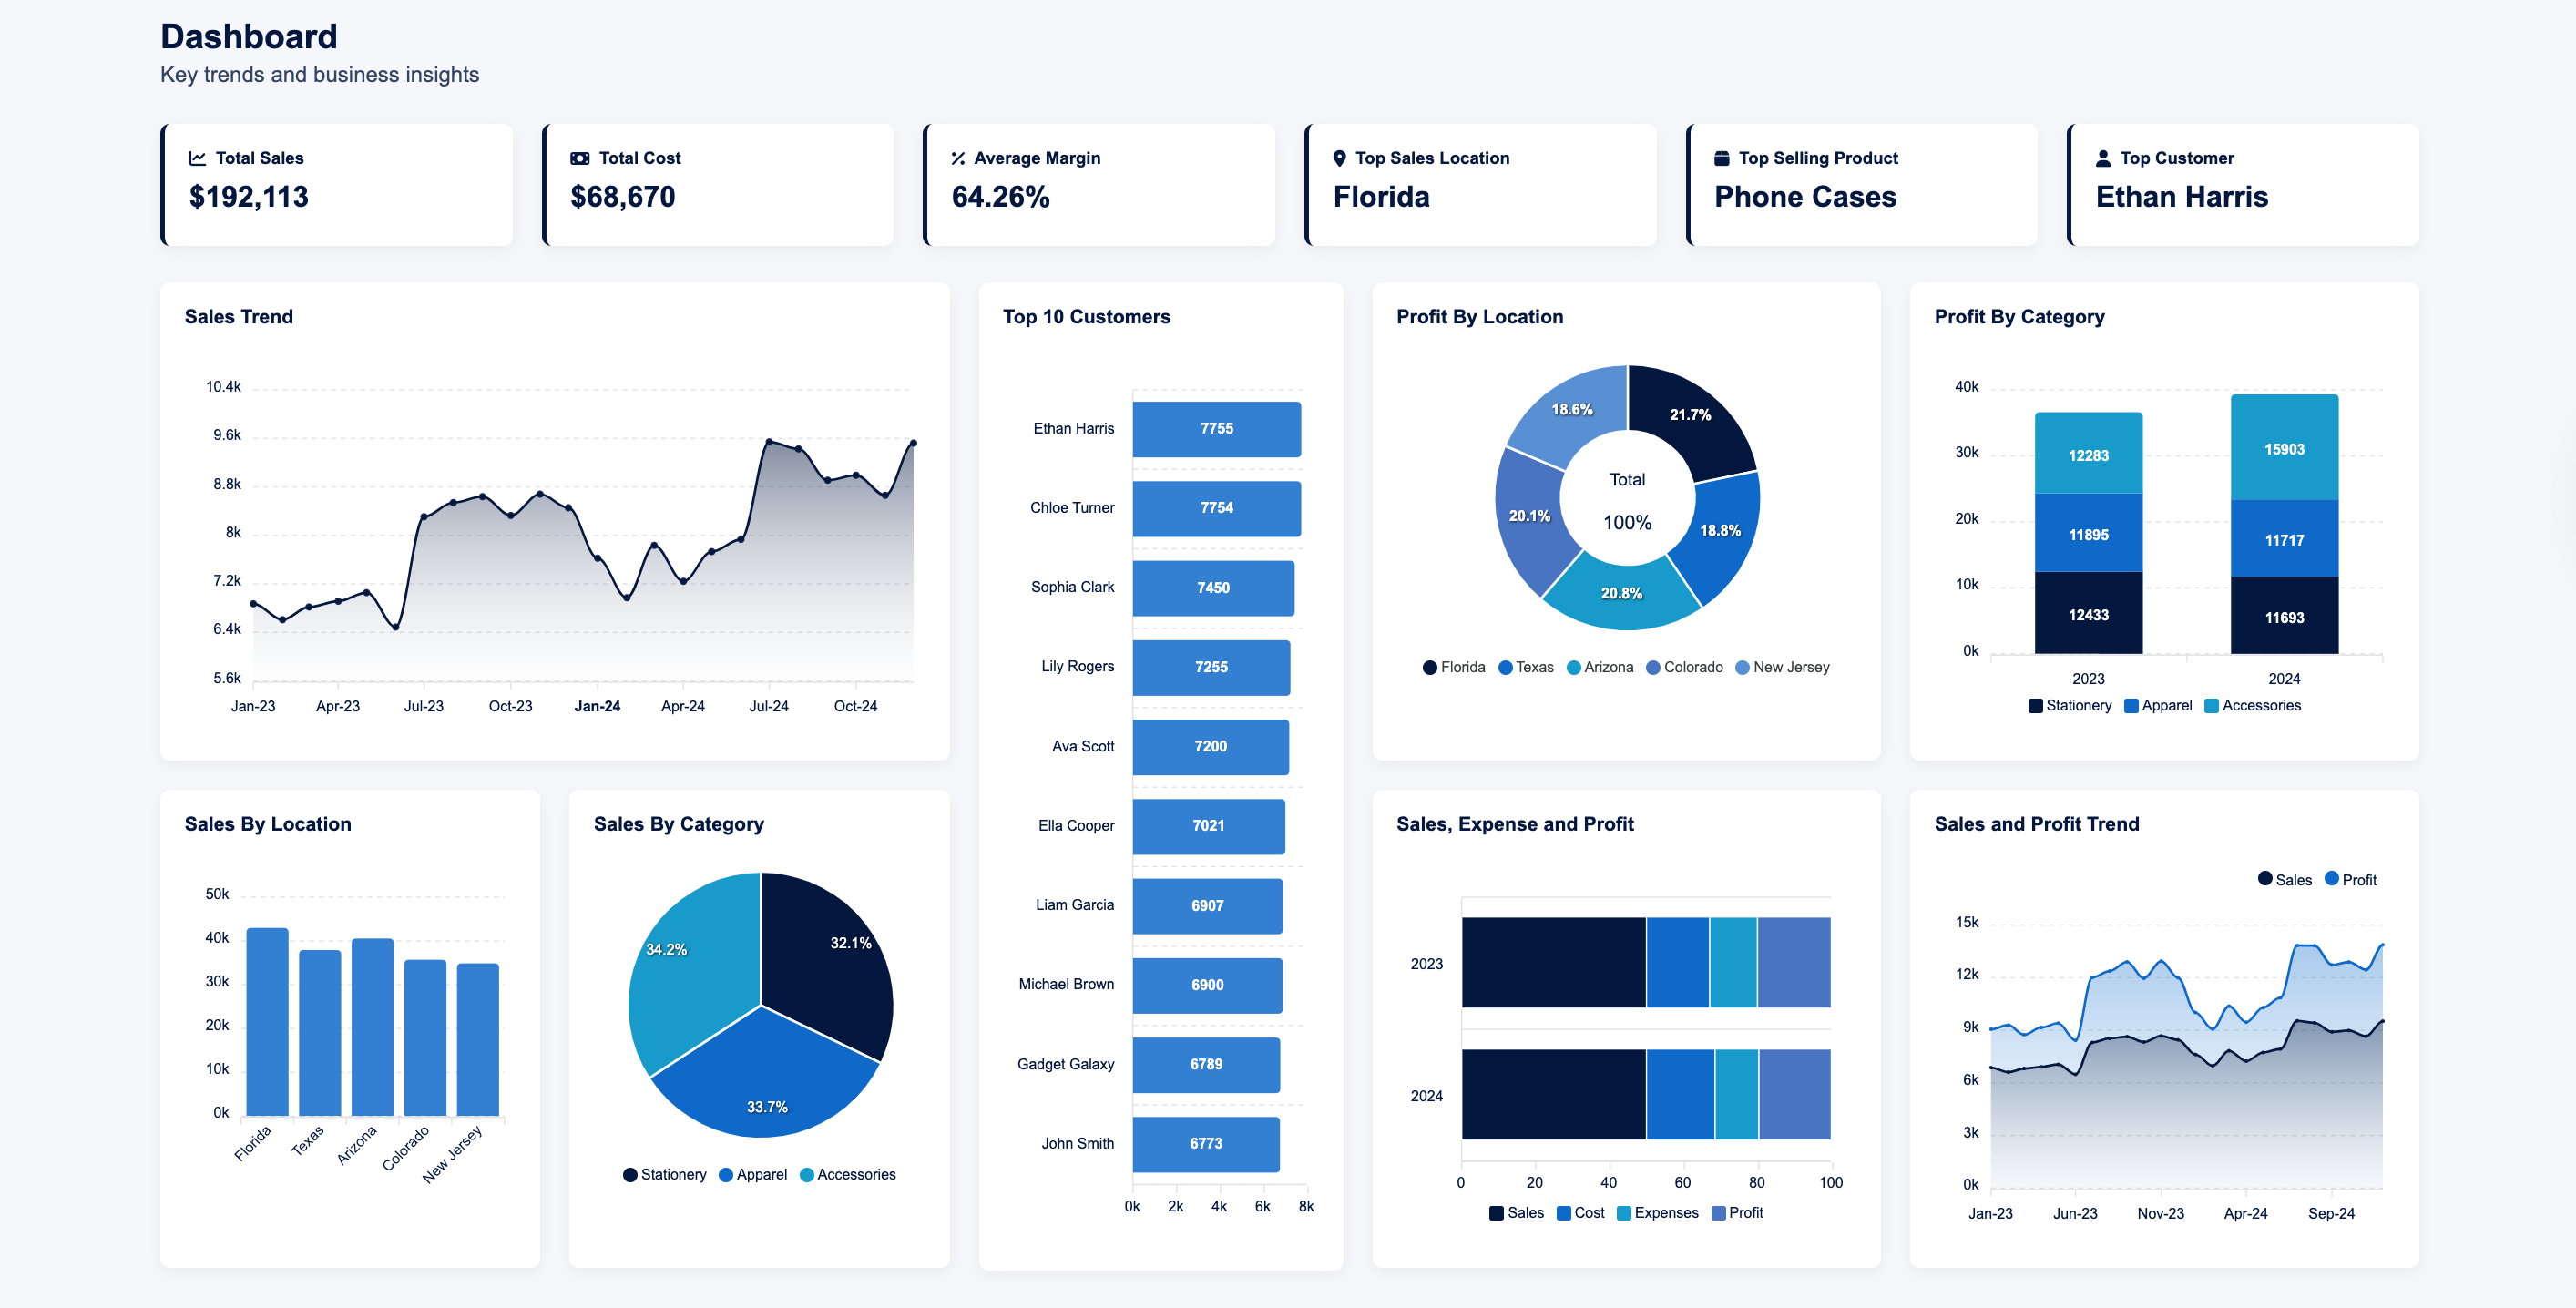 Dashboard
Key trends and business insights
Total Sales
$192,113
Total Cost
$68,670
Average Margin
64.26%
Top Sales Location
Florida
Top Selling Product
Phone Cases
Top Customer
Ethan Harris
Sales Trend
10.4k
9.6k
8.8k
8k
7.2k
6.4k
5.6k
Jan-23 Apr-23 Jul-23 Oct-23 Jan-24 Apr-24 Jul-24 Oct-24
Top 10 Customers
Ethan Harris 7755
Chloe Turner 7754
Sophia Clark 7450
Lily Rogers 7255
Ava Scott 7200
Ella Cooper 7021
Liam Garcia 6907
Michael Brown 6900
Gadget Galaxy 6789
John Smith 6773
0k 2k 4k 6k 8k
Profit By Location
18.6% 21.7%
Total
20.1% 100% 18.8%
20.8%
Florida Texas Arizona Colorado New Jersey
Profit By Category
40k
30k
20k
10k
0k
12283 15903
11895 11717
12433 11693
2023 2024
Stationery Apparel Accessories
Sales By Location
50k
40k
30k
20k
10k
0k
Florida Texas Arizona Colorado New Jersey
Sales By Category
34.2% 32.1%
33.7%
Stationery Apparel Accessories
Sales, Expense and Profit
2023
2024
0 20 40 60 80 100
Sales Cost Expenses Profit
Sales and Profit Trend
Sales Profit
15k
12k
9k
6k
3k
0k
Jan-23 Jun-23 Nov-23 Apr-24 Sep-24